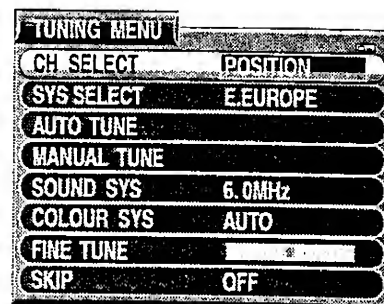 TUNING MENU
CH SELECT POSITION
SYS SELECT E.EUROPE
AUTO TUNE
MANUAL TUNE
SOUND SYS 6.0MHz
COLOUR SYS AUTO
FINE TUNE
SKIP OFF